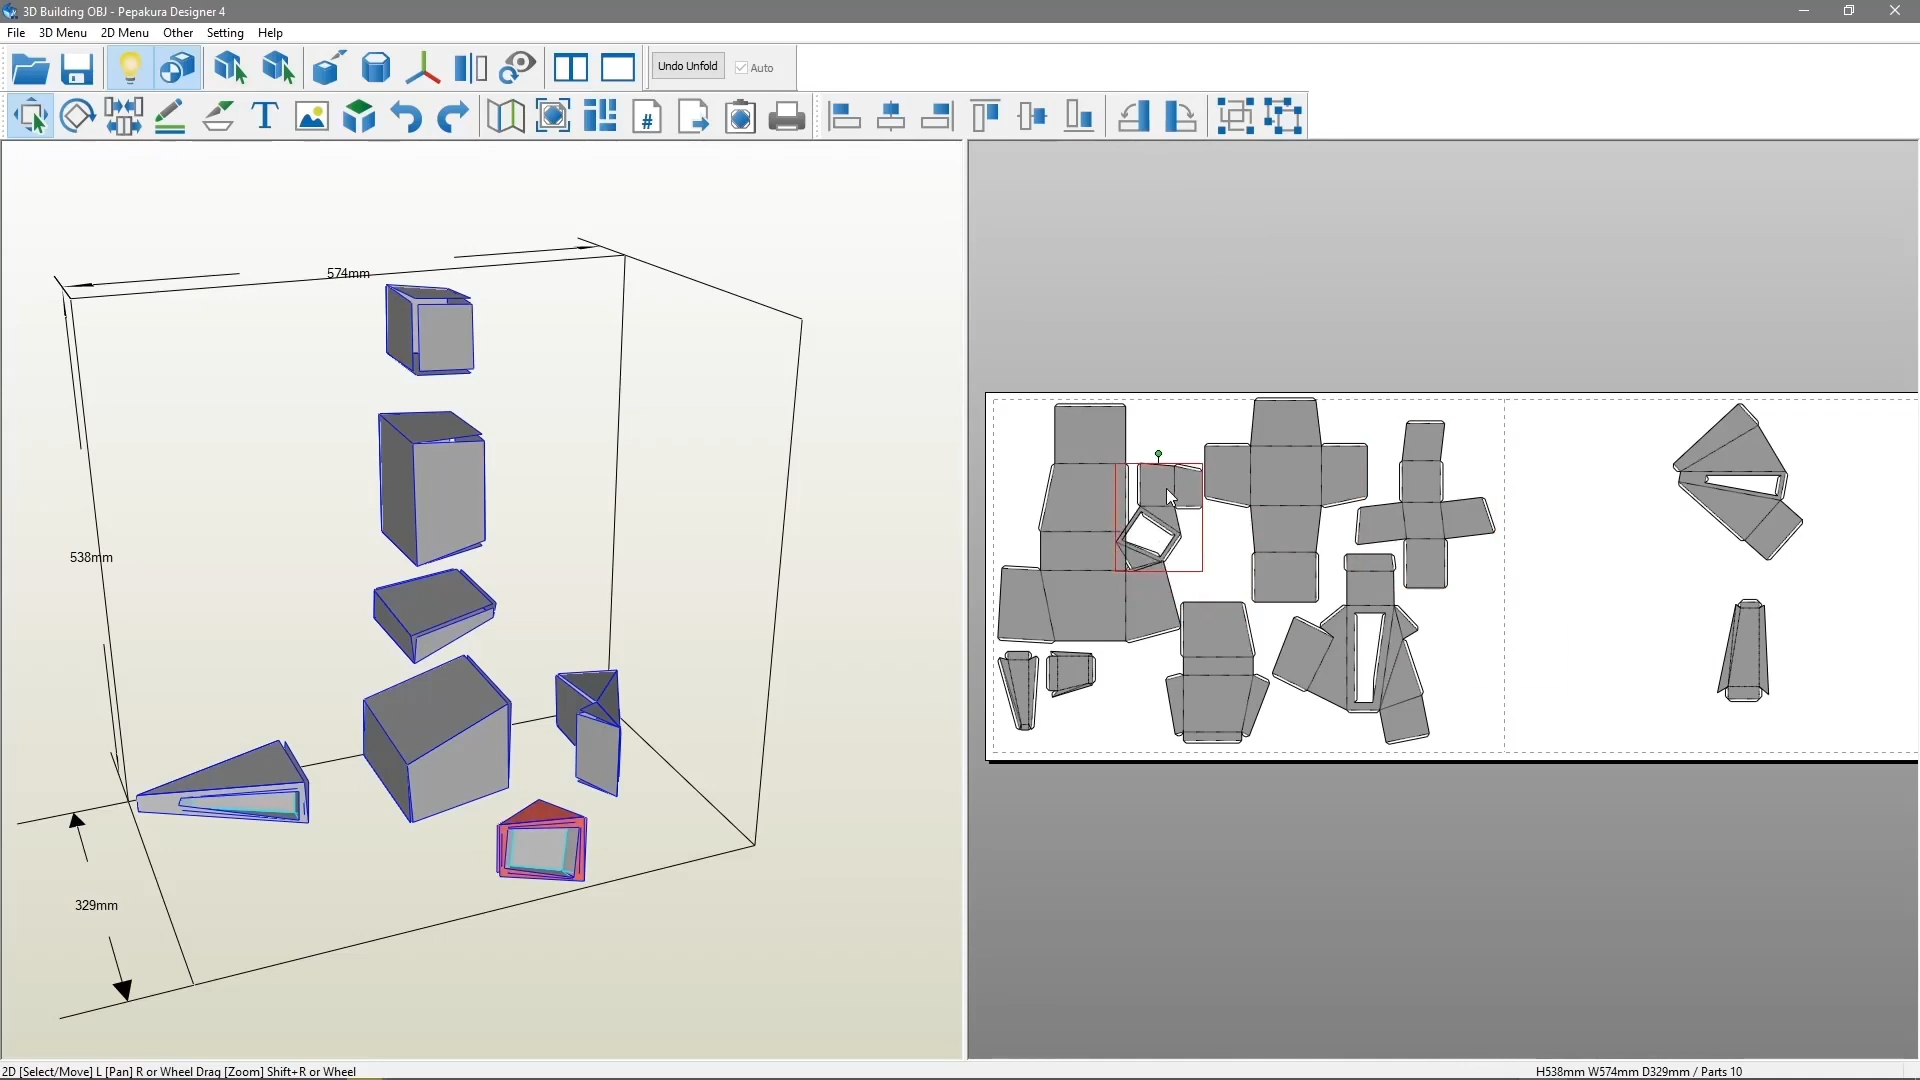 3D Building OBJ - Pepakura Designer 4
File 3D Menu 2D Menu Other Setting Help
Undo Unfold
Auto
T
#
574mm
538mm
329mm
2D [Select/Move] L [Pan] R or Wheel Drag [Zoom] Shift+R or Wheel
H538mm W574mm D329mm / Parts 10